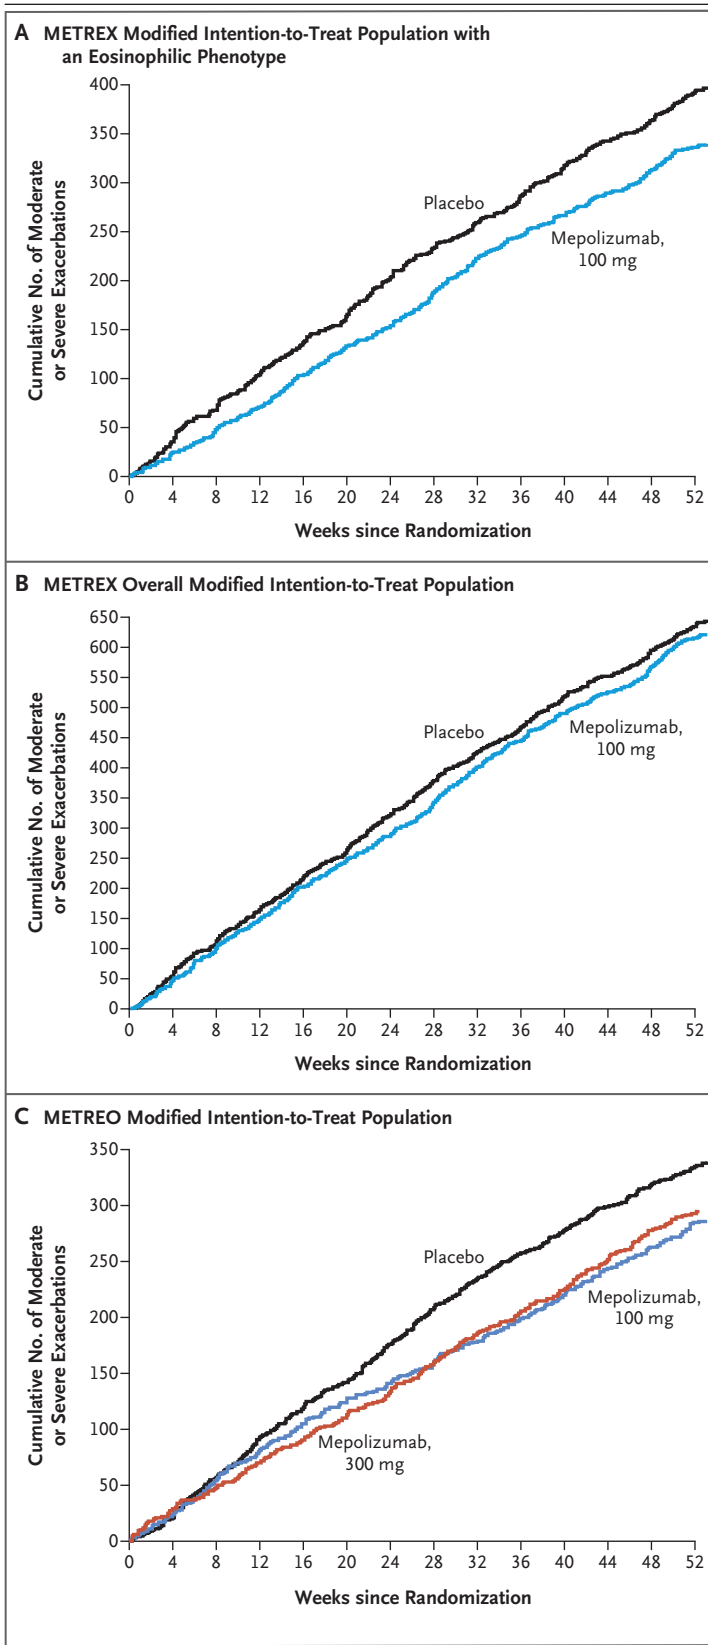 A METREX Modified Intention-to-Treat Population with
an Eosinophilic Phenotype
400
350
300
250
200
150
100
50
0
Cumulative No. of Moderate
or Severe Exacerbations
Placebo
Mepolizumab,
100 mg
0 4 8 12 16 20 24 28 32 36 40 44 48 52
Weeks since Randomization
B METREX Overall Modified Intention-to-Treat Population
650
600
550
500
450
400
350
300
250
200
150
100
50
0
Cumulative No. of Moderate
or Severe Exacerbations
Placebo
Mepolizumab,
100 mg
0 4 8 12 16 20 24 28 32 36 40 44 48 52
Weeks since Randomization
C METREO Modified Intention-to-Treat Population
350
300
250
200
150
100
50
0
Cumulative No. of Moderate
or Severe Exacerbations
Placebo
Mepolizumab,
100 mg
Mepolizumab,
300 mg
0 4 8 12 16 20 24 28 32 36 40 44 48 52
Weeks since Randomization